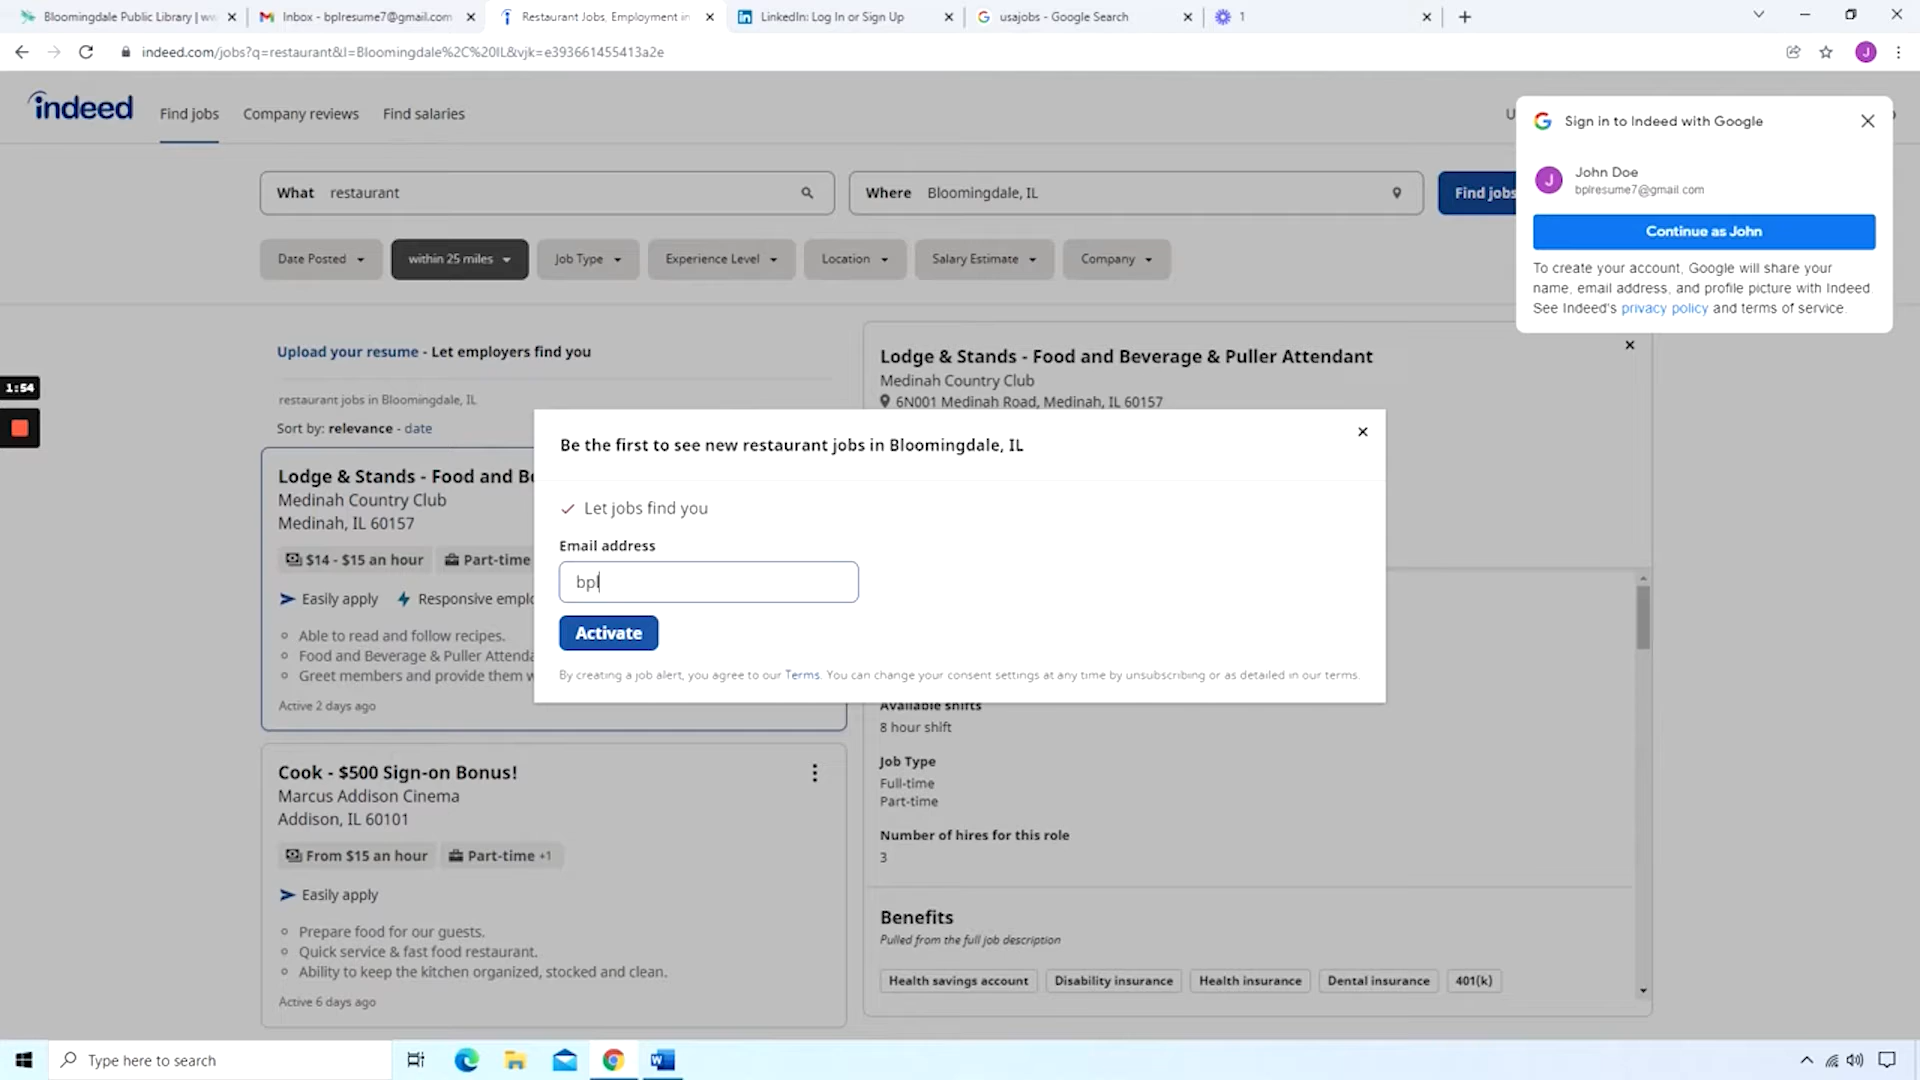 Bloomingdale Public Library | ww
Inbox - bplresume7@gmail.com
Restaurant Jobs, Employment in
LinkedIn: Log In or Sign Up
usajobs - Google Search
1
indeed.com/jobs?q=restaurant&l=Bloomingdale%2C%20IL&vjk=e393661455413a2e
J
indeed
Find jobs
Company reviews
Find salaries
U
Sign in to Indeed with Google
J
John Doe
bplresume7@gmail.com
Continue as John
To create your account, Google will share your
name, email address, and profile picture with Indeed.
See Indeed's privacy policy and terms of service.
What restaurant
Where Bloomingdale, IL
Find jobs
Date Posted
within 25 miles
Job Type
Experience Level
Location
Salary Estimate
Company
Upload your resume - Let employers find you
restaurant jobs in Bloomingdale, IL
Sort by: relevance - date
1:54
Lodge & Stands - Food and Be
Medinah Country Club
Medinah, IL 60157
$14 - $15 an hour
Part-time
Easily apply
Responsive emplo
Able to read and follow recipes.
Food and Beverage & Puller Attenda
Greet members and provide them w
Active 2 days ago
Cook - $500 Sign-on Bonus!
Marcus Addison Cinema
Addison, IL 60101
From $15 an hour
Part-time +1
Easily apply
Prepare food for our guests.
Quick service & fast food restaurant.
Ability to keep the kitchen organized, stocked and clean.
Active 6 days ago
Lodge & Stands - Food and Beverage & Puller Attendant
Medinah Country Club
6N001 Medinah Road, Medinah, IL 60157
Be the first to see new restaurant jobs in Bloomingdale, IL
Let jobs find you
Email address
bpl
Activate
By creating a job alert, you agree to our Terms. You can change your consent settings at any time by unsubscribing or as detailed in our terms.
Available shifts
8 hour shift
Job Type
Full-time
Part-time
Number of hires for this role
3
Benefits
Pulled from the full job description
Health savings account
Disability insurance
Health insurance
Dental insurance
401(k)
Type here to search